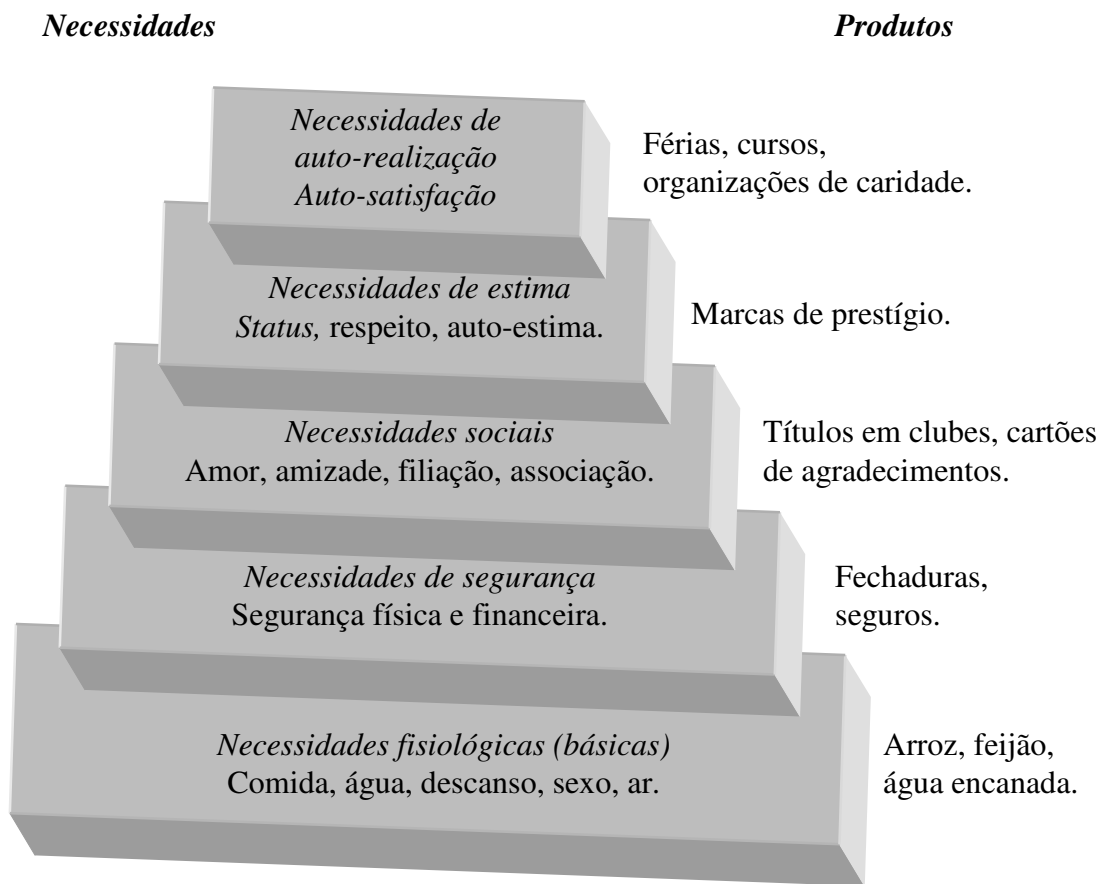 Necessidades
Produtos
Necessidades de
auto-realização
Auto-satisfação
Férias, cursos,
organizações de caridade.
Necessidades de estima
Status, respeito, auto-estima.
Marcas de prestígio.
Necessidades sociais
Amor, amizade, filiação, associação.
Títulos em clubes, cartões
de agradecimentos.
Necessidades de segurança
Segurança física e financeira.
Fechaduras,
seguros.
Necessidades fisiológicas (básicas)
Comida, água, descanso, sexo, ar.
Arroz, feijão,
água encanada.